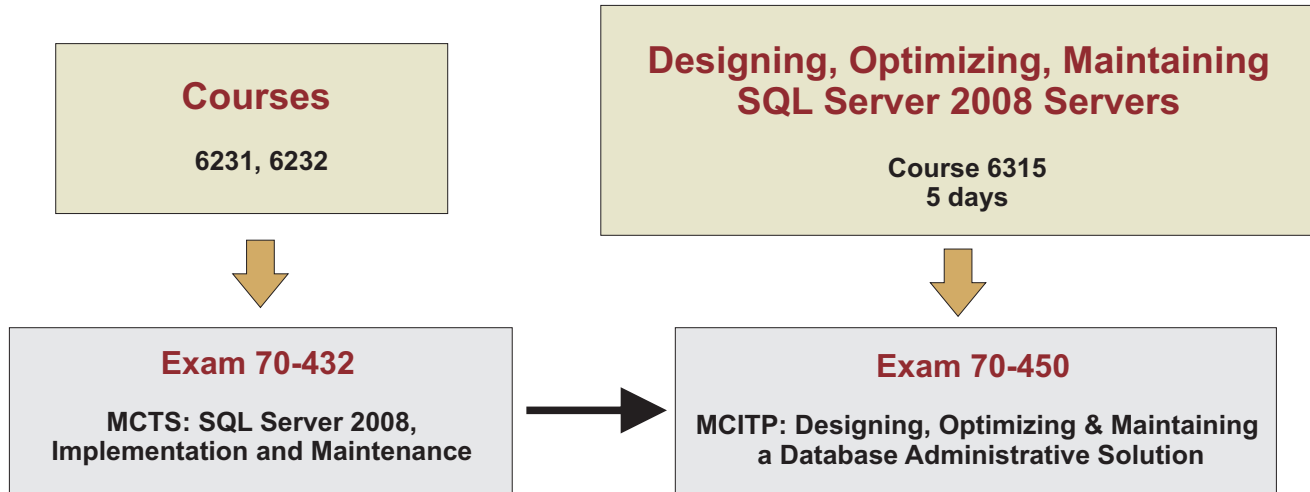 Courses
6231, 6232
Designing, Optimizing, Maintaining
SQL Server 2008 Servers
Course 6315
5 days
Exam 70-432
MCTS: SQL Server 2008,
Implementation and Maintenance
Exam 70-450
MCITP: Designing, Optimizing & Maintaining
a Database Administrative Solution